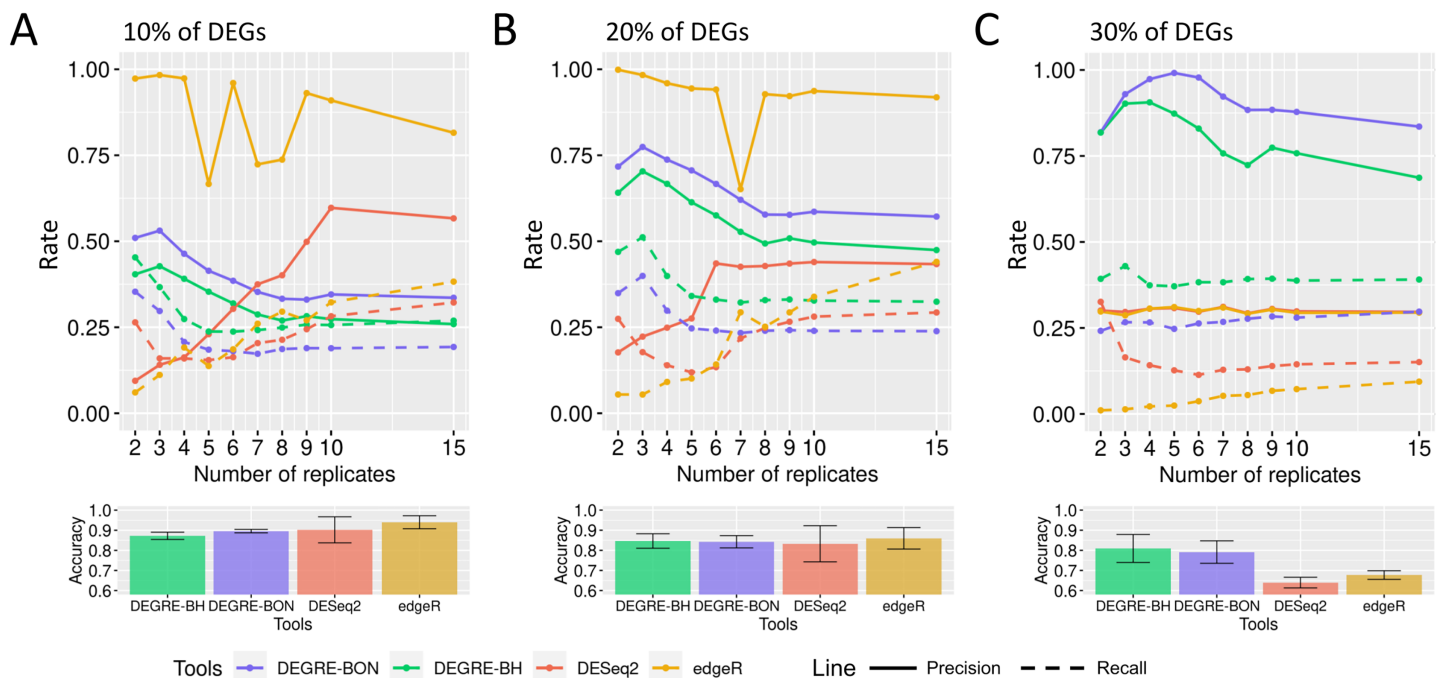 A
10% of DEGs
1.00
0.75
0.50
0.25
0.00
Rate
2 3 4 5 6 7 8 9 10 15
Number of replicates
1.0
0.9
0.8
0.7
0.6
Accuracy
DEGRE-BH DEGRE-BON DESeq2 edgeR
Tools
B
20% of DEGs
1.00
0.75
0.50
0.25
0.00
Rate
2 3 4 5 6 7 8 9 10 15
Number of replicates
1.0
0.9
0.8
0.7
0.6
Accuracy
DEGRE-BH DEGRE-BON DESeq2 edgeR
Tools
C
30% of DEGs
1.00
0.75
0.50
0.25
0.00
Rate
2 3 4 5 6 7 8 9 10 15
Number of replicates
1.0
0.9
0.8
0.7
0.6
Accuracy
DEGRE-BH DEGRE-BON DESeq2 edgeR
Tools
Tools DEGRE-BON DEGRE-BH DESeq2 edgeR Line Precision Recall